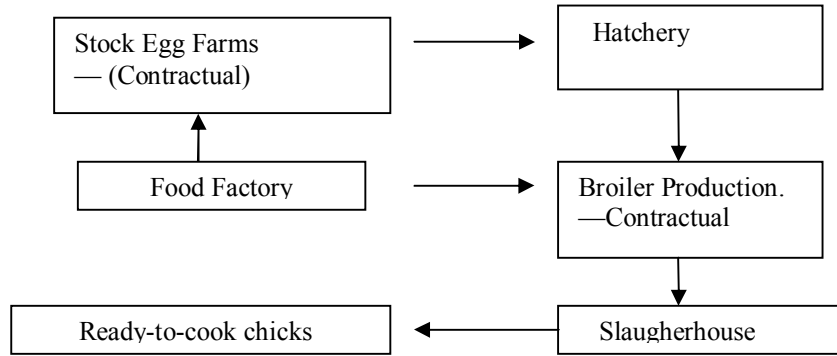 Stock Egg Farms
— (Contractual)
Hatchery
Food Factory
Broiler Production.
—Contractual
Ready-to-cook chicks
Slaugherhouse